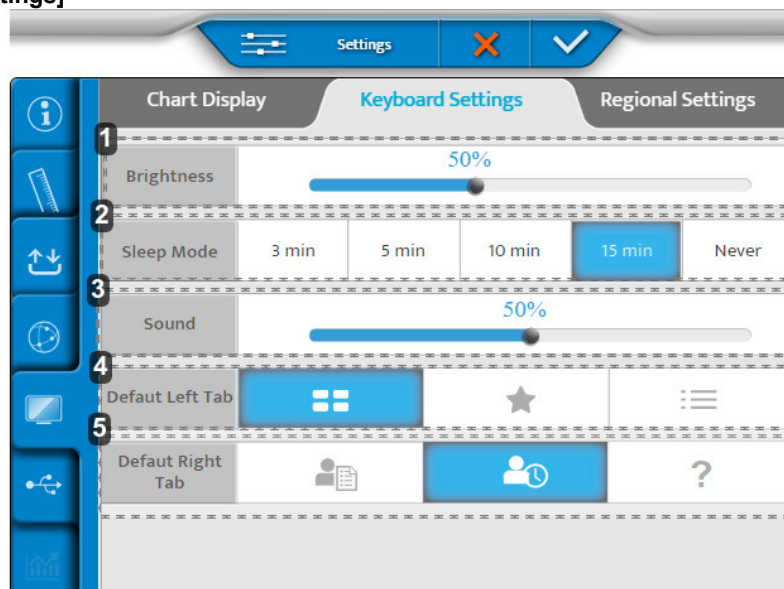 tings]
Settings
Chart Display Keyboard Settings Regional Settings
1
50%
Brightness
2
Sleep Mode 3 min 5 min 10 min 15 min Never
3
50%
Sound
4
Defaut Left Tab
5
Defaut Right
Tab
?